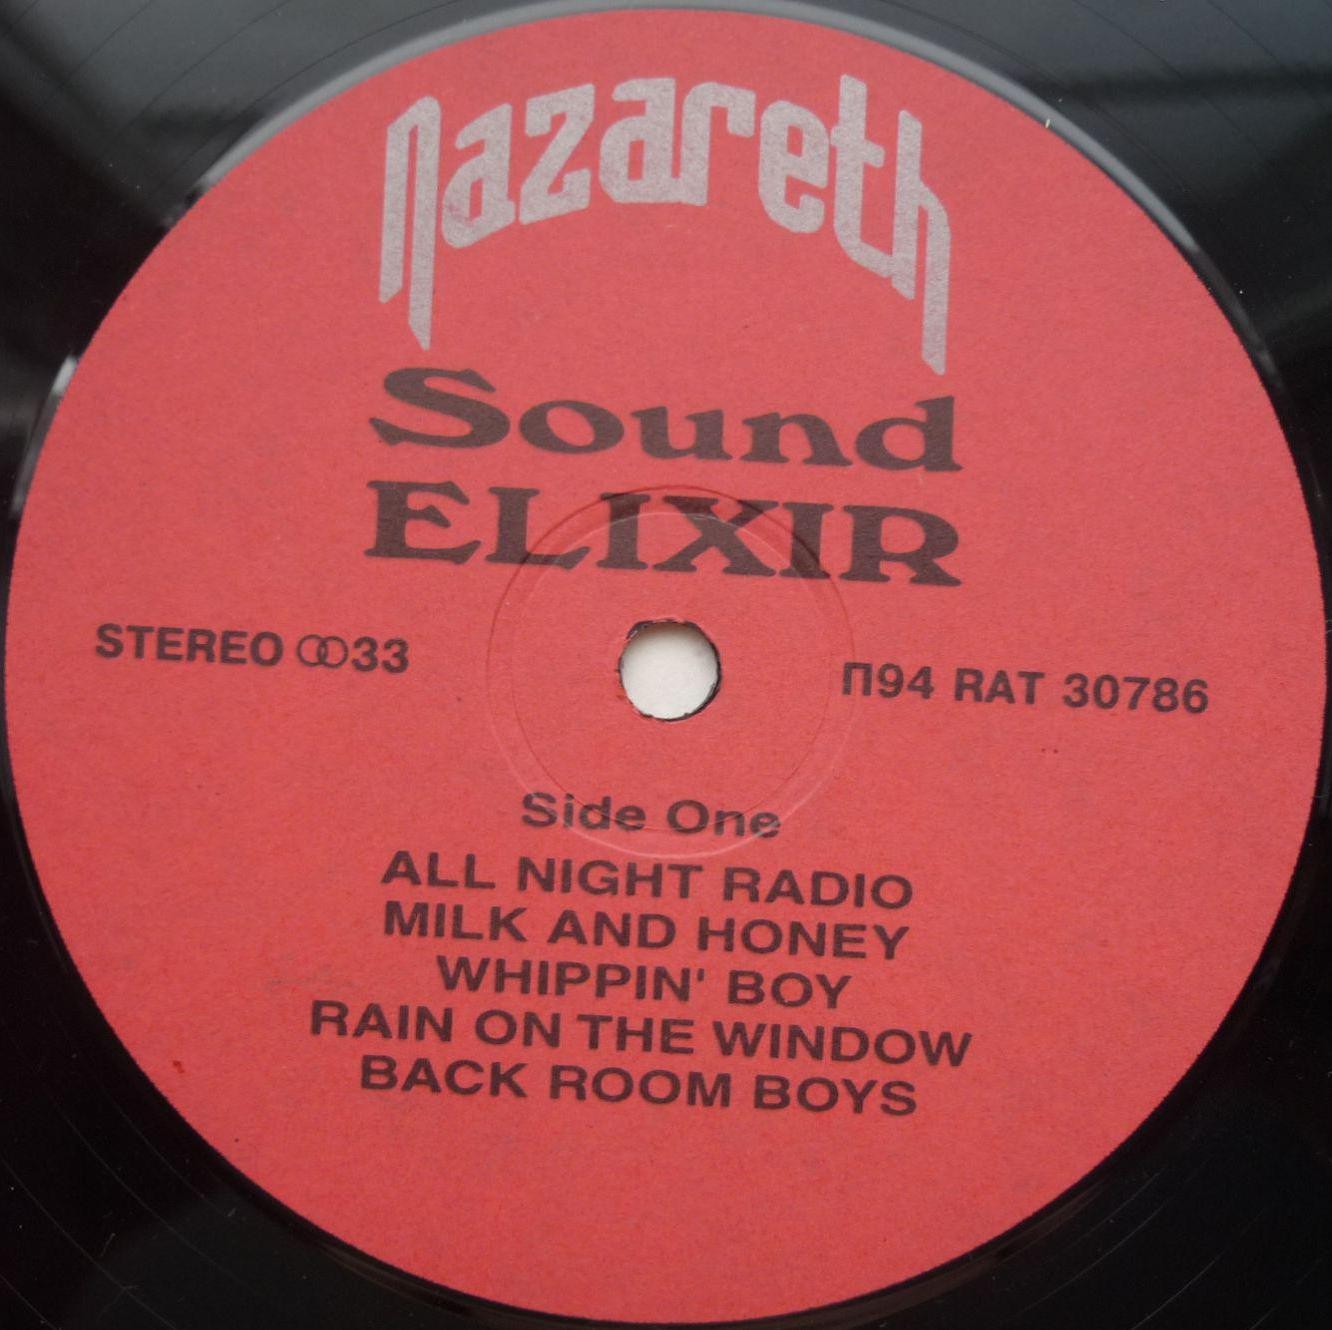 nazareth
Sound
ELIXIR
STEREO 33
П94 RAT 30786
Side One
ALL NIGHT RADIO
MILK AND HONEY
WHIPPIN' BOY
RAIN ON THE WINDOW
BACK ROOM BOYS